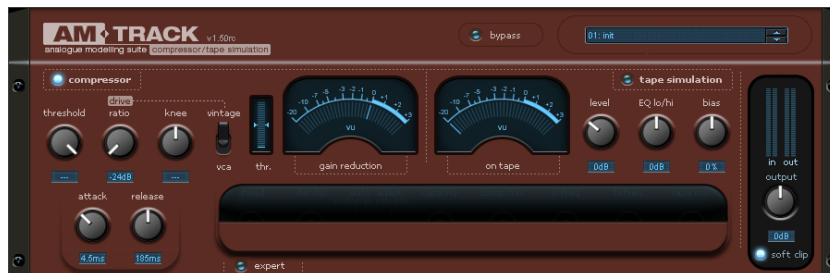 AM TRACK v1.50rc
analogue modelling suite compressor/tape simulation
bypass
01: init
compressor
tape simulation
drive
threshold ratio knee vintage
--- -24dB ---
vca
thr.
-20 -10 -7 -5 -3 -2 -1 0 +1 +2 +3
VU
gain reduction
-20 -10 -7 -5 -3 -2 -1 0 +1 +2 +3
VU
on tape
level EQ lo/hi bias
0dB 0dB 0%
in out
output
0dB
soft clip
attack release
4.5ms 185ms
expert